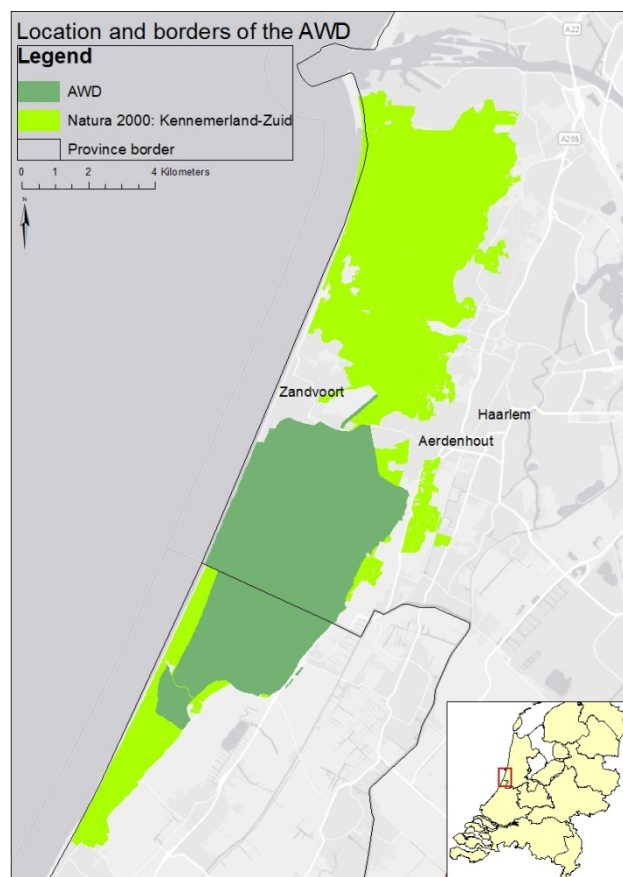 Location and borders of the AWD
Legend
AWD
Natura 2000: Kennemerland-Zuid
Province border
0 1 2 4 Kilometers
N
A22
A208
Zandvoort
Haarlem
Aerdenhout